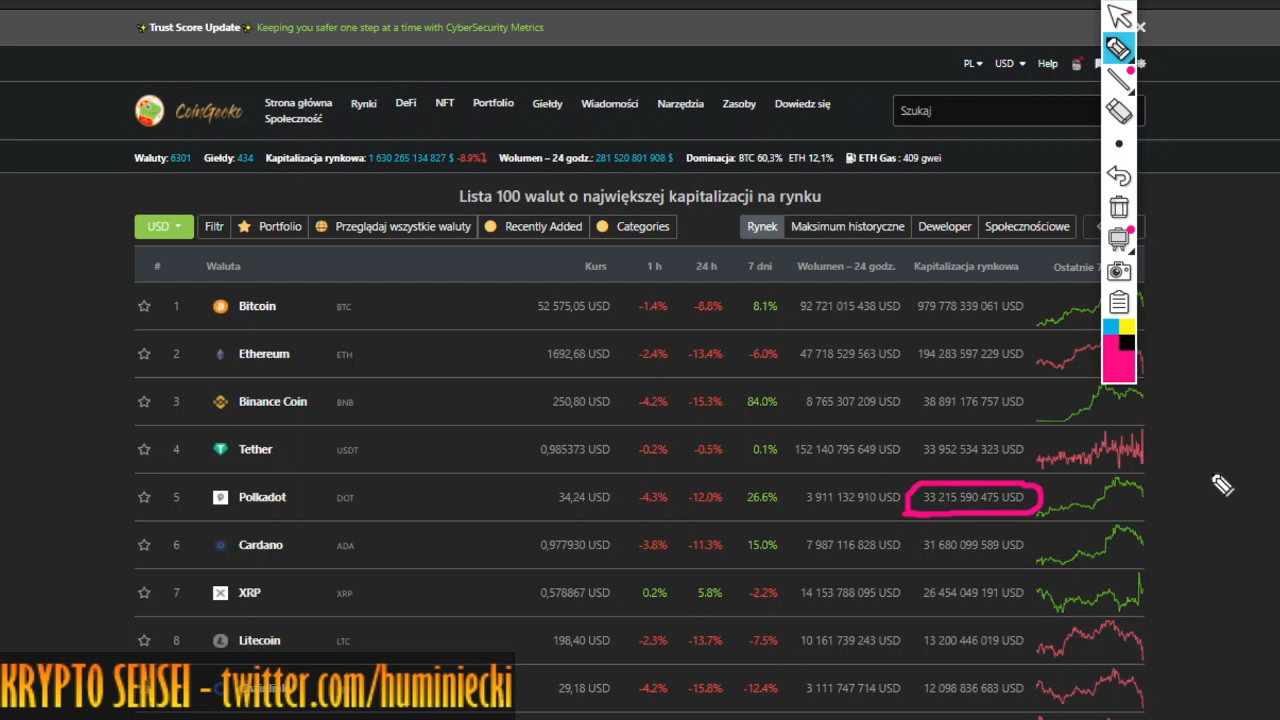 ✨ Trust Score Update ✨ Keeping you safer one step at a time with CyberSecurity Metrics
PL USD Help
CoinGecko Strona główna Rynki DeFi NFT Portfolio Giełdy Wiadomości Narzędzia Zasoby Dowiedz się Szukaj
Społeczność
Waluty: 6301 Giełdy: 434 Kapitalizacja rynkowa: 1 630 265 134 827 $ -8.9% Wolumen – 24 godz.: 281 520 801 908 $ Dominacja: BTC 60,3% ETH 12,1% ETH Gas : 409 gwei
Lista 100 walut o największej kapitalizacji na rynku
USD Filtr Portfolio Przeglądaj wszystkie waluty Recently Added Categories Rynek Maksimum historyczne Deweloper Społecznościowe
# Waluta Kurs 1 h 24 h 7 dni Wolumen – 24 godz. Kapitalizacja rynkowa Ostatnie
1 Bitcoin BTC 52 575,05 USD -1.4% -8.8% 8.1% 92 721 015 438 USD 979 778 339 061 USD
2 Ethereum ETH 1692,68 USD -2.4% -13.4% -6.0% 47 718 529 563 USD 194 283 597 229 USD
3 Binance Coin BNB 250,80 USD -4.2% -15.3% 84.0% 8 765 307 209 USD 38 891 176 757 USD
4 Tether USDT 0,985373 USD -0.2% -0.5% 0.1% 152 140 795 649 USD 33 952 534 323 USD
5 Polkadot DOT 34,24 USD -4.3% -12.0% 26.6% 3 911 132 910 USD 33 215 590 475 USD
6 Cardano ADA 0,977930 USD -3.8% -11.3% 15.0% 7 987 116 828 USD 31 680 099 589 USD
7 XRP XRP 0,578867 USD 0.2% 5.8% -2.2% 14 153 788 095 USD 26 454 049 191 USD
8 Litecoin LTC 198,40 USD -2.3% -13.7% -7.5% 10 161 739 243 USD 13 200 446 019 USD
29,18 USD -4.2% -15.8% -12.4% 3 111 747 714 USD 12 098 836 683 USD
KRYPTO SENSEI - twitter.com/huminiecki